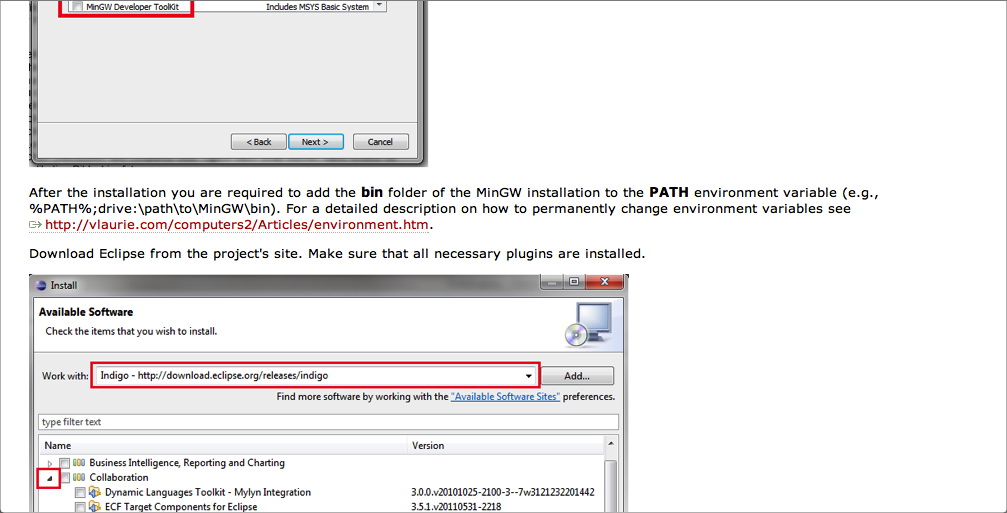 MinGW Developer ToolKit Includes MSYS Basic System
< Back Next > Cancel
After the installation you are required to add the bin folder of the MinGW installation to the PATH environment variable (e.g.,
%PATH%;drive:\path\to\MinGW\bin). For a detailed description on how to permanently change environment variables see
http://vlaurie.com/computers2/Articles/environment.htm.
Download Eclipse from the project's site. Make sure that all necessary plugins are installed.
Install
Available Software
Check the items that you wish to install.
Work with: Indigo - http://download.eclipse.org/releases/indigo Add...
Find more software by working with the "Available Software Sites" preferences.
type filter text
Name Version
Business Intelligence, Reporting and Charting
Collaboration
Dynamic Languages Toolkit - Mylyn Integration 3.0.0.v20101025-2100-3--7w3121232201442
ECF Target Components for Eclipse 3.5.1.v20110531-2218